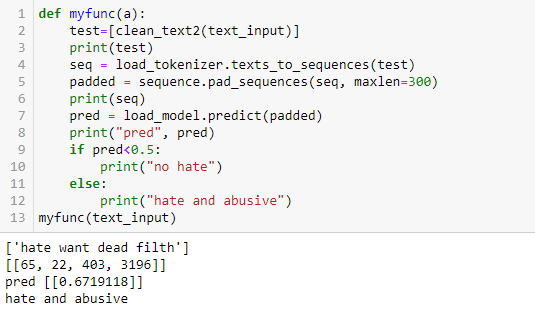 1 def myfunc(a):
2     test=[clean_text2(text_input)]
3     print(test)
4     seq = load_tokenizer.texts_to_sequences(test)
5     padded = sequence.pad_sequences(seq, maxlen=300)
6     print(seq)
7     pred = load_model.predict(padded)
8     print("pred", pred)
9     if pred<0.5:
10         print("no hate")
11     else:
12         print("hate and abusive")
13 myfunc(text_input)
['hate want dead filth']
[[65, 22, 403, 3196]]
pred [[0.6719118]]
hate and abusive